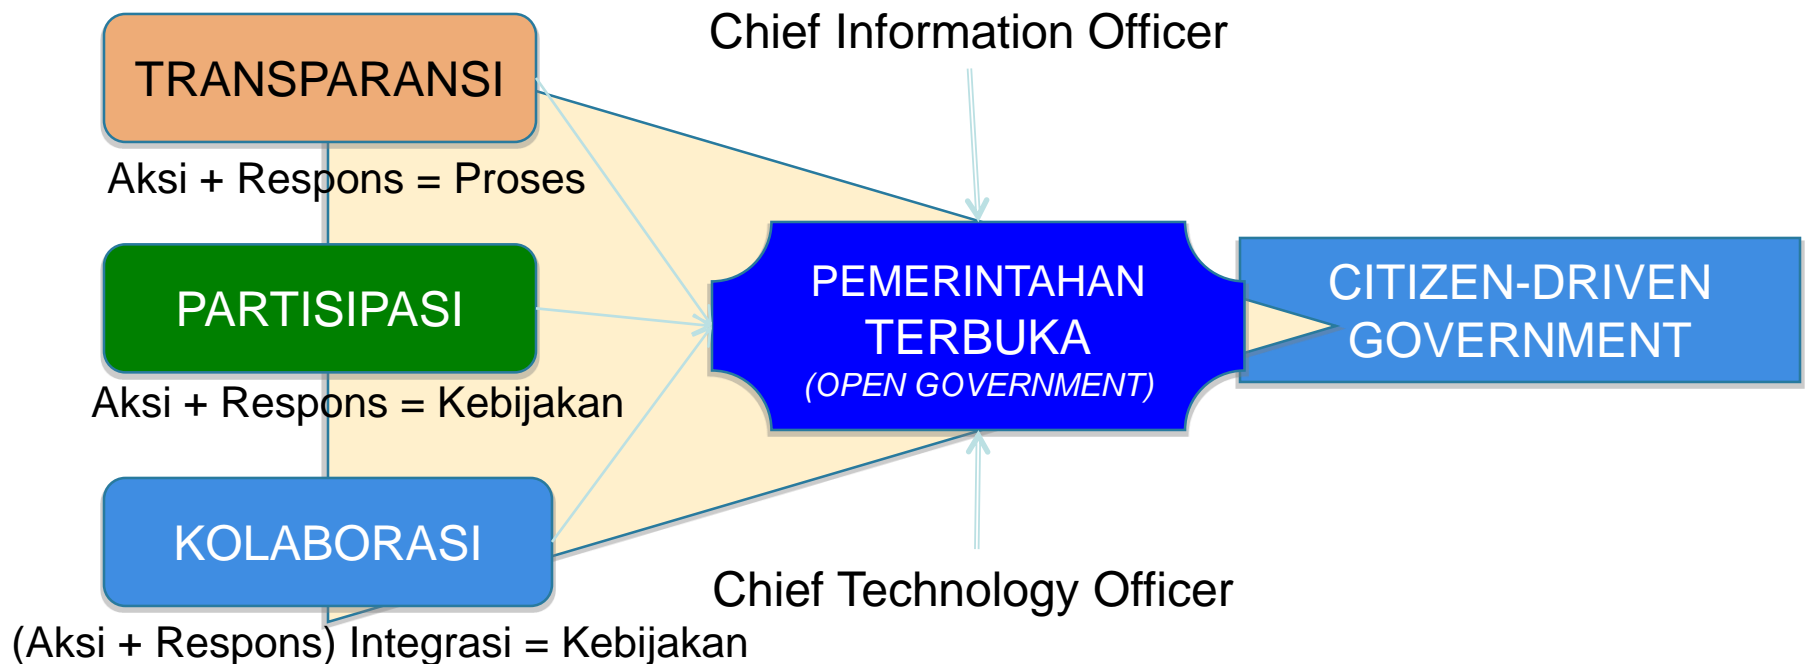 Chief Information Officer
TRANSPARANSI
Aksi + Respons = Proses
PARTISIPASI
Aksi + Respons = Kebijakan
KOLABORASI
(Aksi + Respons) Integrasi = Kebijakan
PEMERINTAHAN
TERBUKA
(OPEN GOVERNMENT)
Chief Technology Officer
CITIZEN-DRIVEN
GOVERNMENT